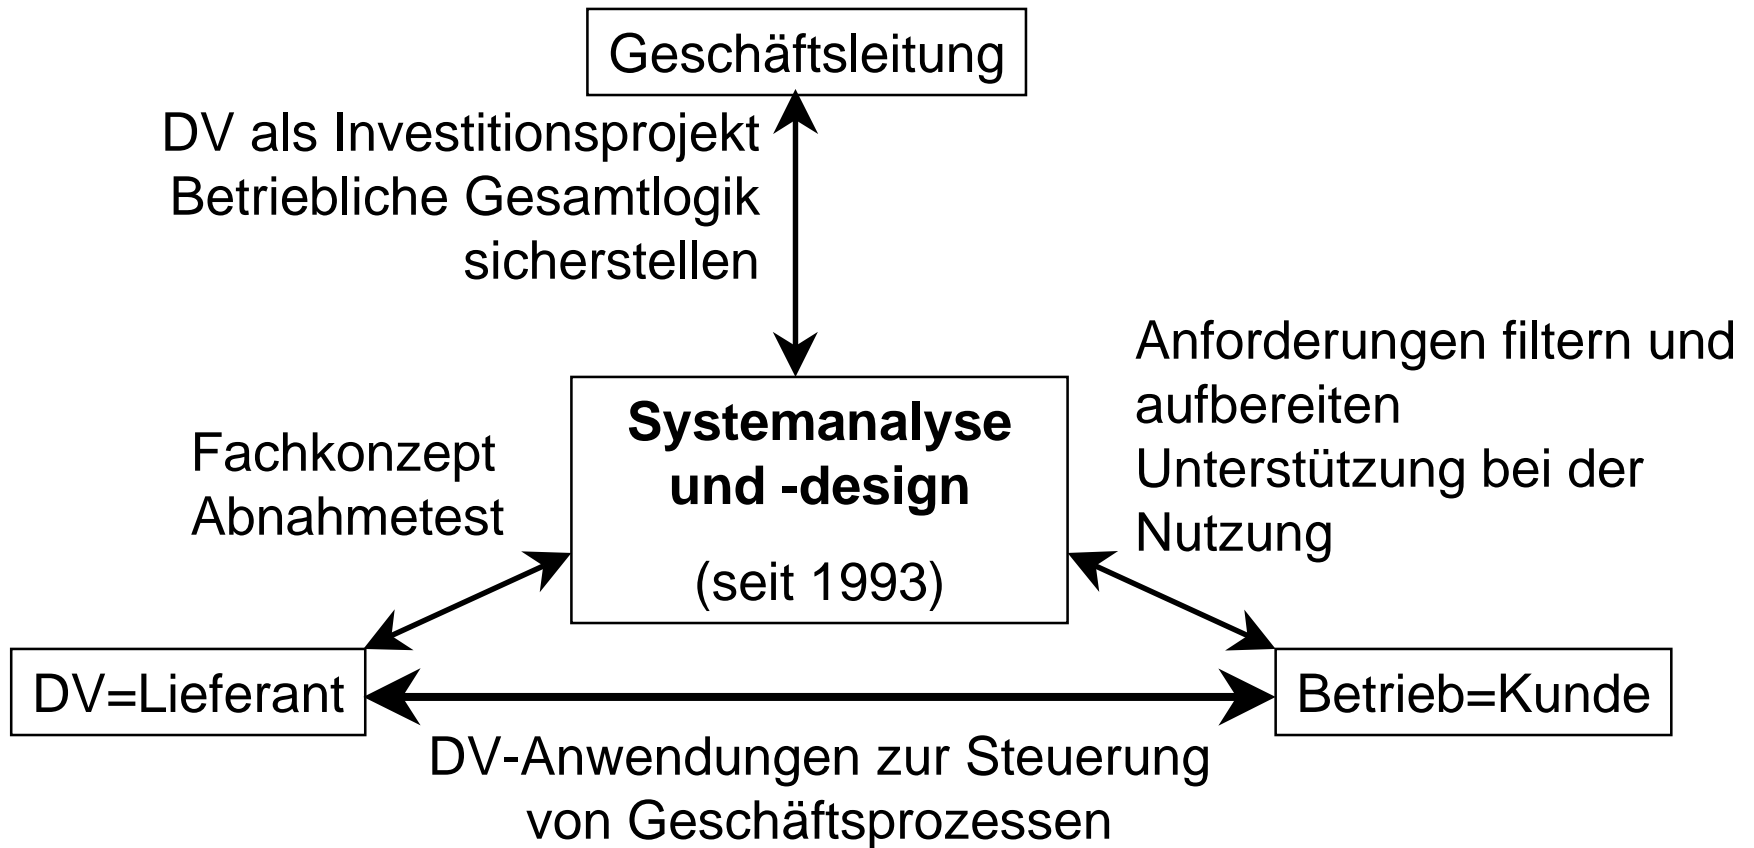 Geschäftsleitung
DV als Investitionsprojekt
Betriebliche Gesamtlogik
sicherstellen
Anforderungen filtern und
aufbereiten
Unterstützung bei der
Nutzung
Systemanalyse
und -design
(seit 1993)
Fachkonzept
Abnahmetest
DV=Lieferant
Betrieb=Kunde
DV-Anwendungen zur Steuerung
von Geschäftsprozessen